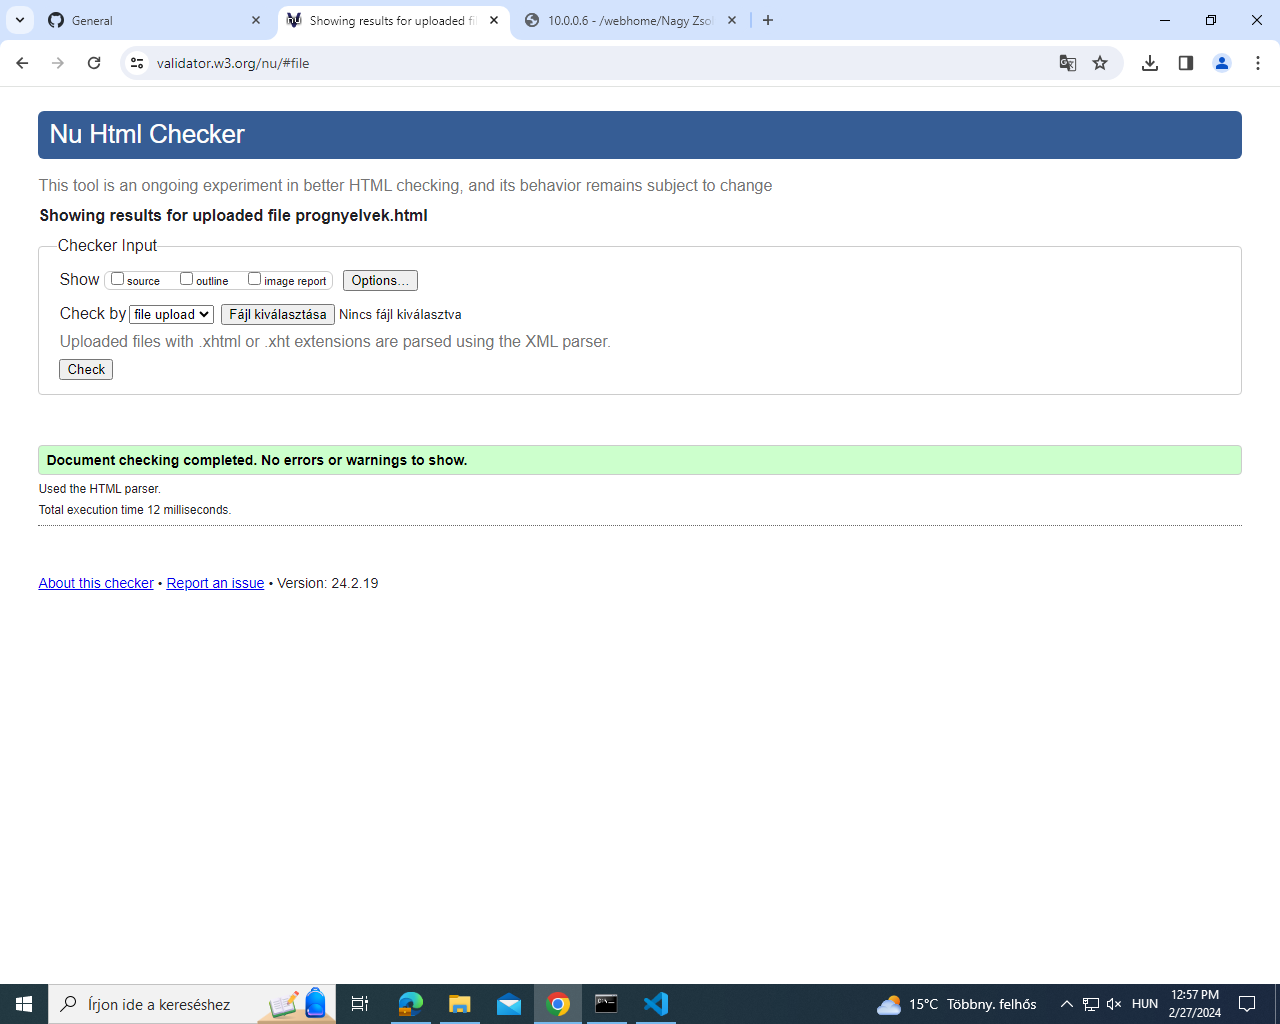 General
Showing results for uploaded fi
10.0.0.6 - /webhome/Nagy Zso
validator.w3.org/nu/#file
Nu Html Checker
This tool is an ongoing experiment in better HTML checking, and its behavior remains subject to change
Showing results for uploaded file prognyelvek.html
Checker Input
Show source outline image report Options...
Check by file upload Fájl kiválasztása Nincs fájl kiválasztva
Uploaded files with .xhtml or .xht extensions are parsed using the XML parser.
Check
Document checking completed. No errors or warnings to show.
Used the HTML parser.
Total execution time 12 milliseconds.
About this checker • Report an issue • Version: 24.2.19
Írjon ide a kereséshez
15°C Többny. felhős
HUN
12:57 PM
2/27/2024